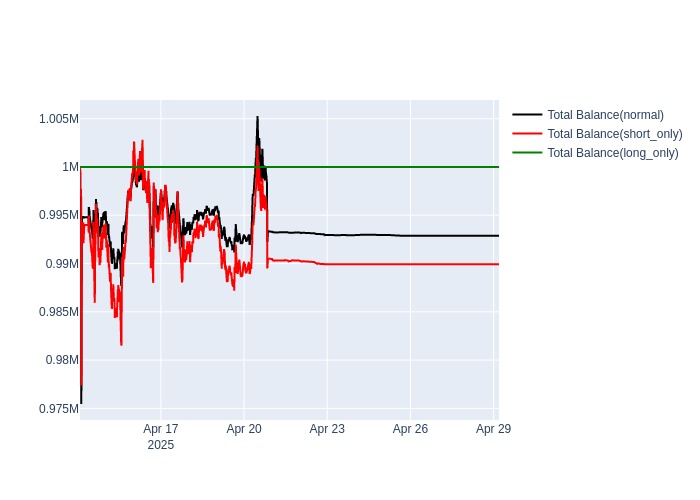 1.005M
1M
0.995M
0.99M
0.985M
0.98M
0.975M
Apr 17
2025
Apr 20
Apr 23
Apr 26
Apr 29
Total Balance(normal)
Total Balance(short_only)
Total Balance(long_only)